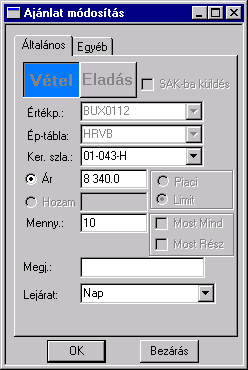 Ajánlat módosítás
Általános Egyéb
Vétel Eladás SAK-ba küldés
Értékp.: BUX0112
Ép-tábla: HRVB
Ker. szla.: 01-043-H
Ár 8 340.0 Piaci
Hozam Limit
Menny.: 10 Most Mind
Most Rész
Megj.:
Lejárat: Nap
OK Bezárás